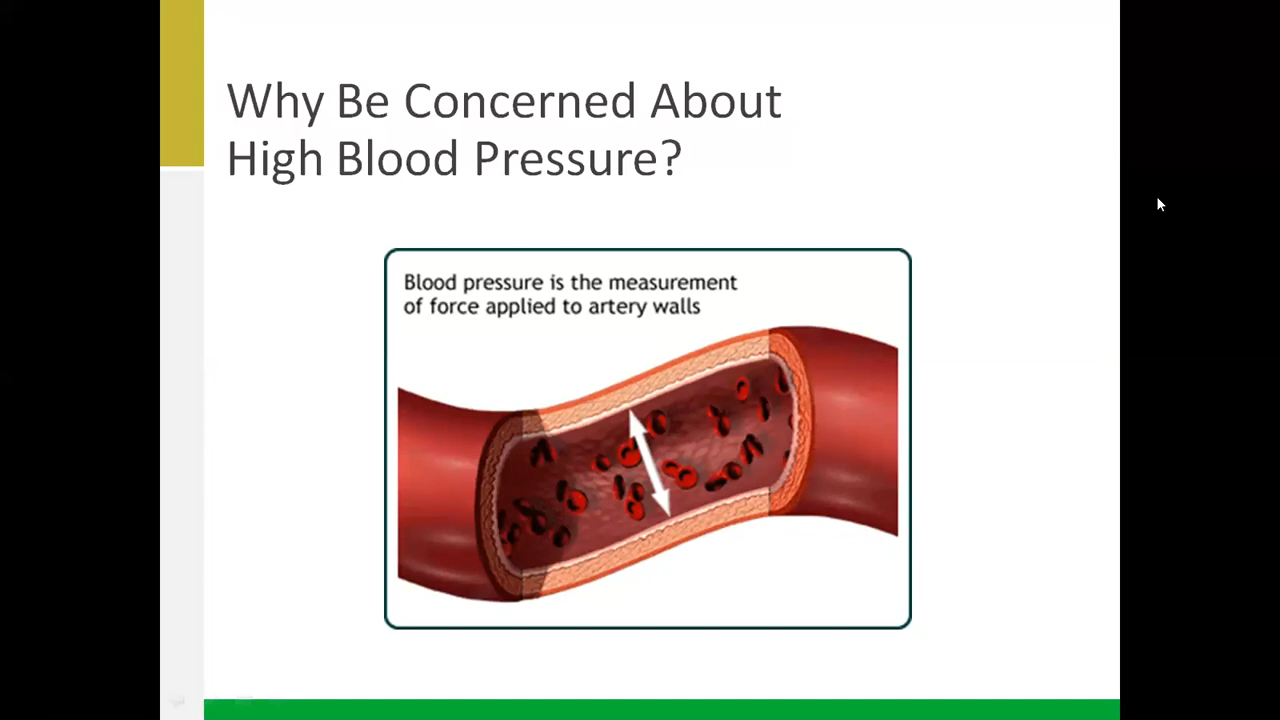 Why Be Concerned About
High Blood Pressure?
Blood pressure is the measurement
of force applied to artery walls